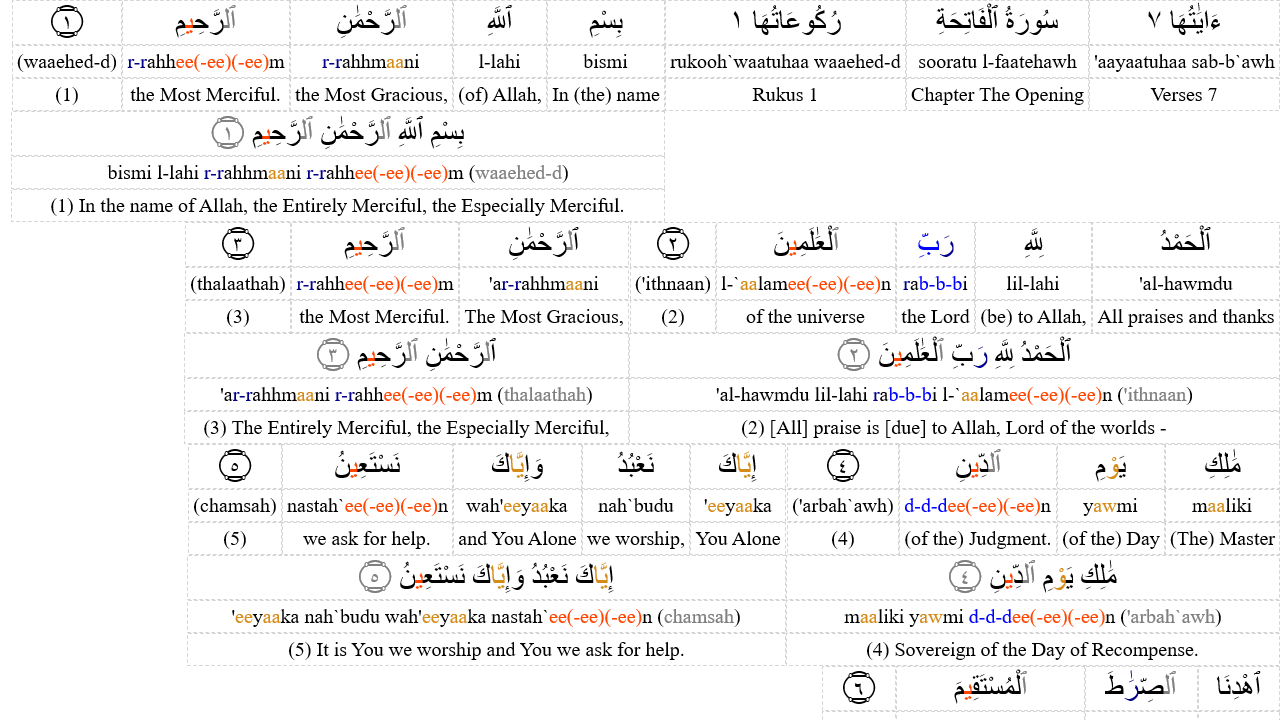 ءَايَٰتُهَا ٧ سُورَةُ ٱلْفَاتِحَةِ رُكُوعَاتُهَا ١ بِسْمِ ٱللَّهِ ٱلرَّحْمَٰنِ ٱلرَّحِيمِ ١
(waaehed-d) r-rahhee(-ee)(-ee)m r-rahhmaani l-lahi bismi rukooh`waatuhaa waaehed-d sooratu l-faatehawh 'aayaatuhaa sab-b`awh
(1) the Most Merciful. the Most Gracious, (of) Allah, In (the) name Rukus 1 Chapter The Opening Verses 7
بِسْمِ ٱللَّهِ ٱلرَّحْمَٰنِ ٱلرَّحِيمِ ١
bismi l-lahi r-rahhmaani r-rahhee(-ee)(-ee)m (waaehed-d)
(1) In the name of Allah, the Entirely Merciful, the Especially Merciful.
ٱلْحَمْدُ لِلَّهِ رَبِّ ٱلْعَٰلَمِينَ ٢ ٱلرَّحْمَٰنِ ٱلرَّحِيمِ ٣
(thalaathah) r-rahhee(-ee)(-ee)m 'ar-rahhmaani ('ithnaan) l-`aalamee(-ee)(-ee)n rab-b-bi lil-lahi 'al-hawmdu
(3) the Most Merciful. The Most Gracious, (2) of the universe the Lord (be) to Allah, All praises and thanks
ٱلْحَمْدُ لِلَّهِ رَبِّ ٱلْعَٰلَمِينَ ٢ ٱلرَّحْمَٰنِ ٱلرَّحِيمِ ٣
'ar-rahhmaani r-rahhee(-ee)(-ee)m (thalaathah) 'al-hawmdu lil-lahi rab-b-bi l-`aalamee(-ee)(-ee)n ('ithnaan)
(3) The Entirely Merciful, the Especially Merciful, (2) [All] praise is [due] to Allah, Lord of the worlds -
مَٰلِكِ يَوْمِ ٱلدِّينِ ٤ إِيَّاكَ نَعْبُدُ وَإِيَّاكَ نَسْتَعِينُ ٥
(chamsah) nastah`ee(-ee)(-ee)n wah'eeyaaka nah`budu 'eeyaaka ('arbah`awh) d-d-dee(-ee)(-ee)n yawmi maaliki
(5) we ask for help. and You Alone we worship, You Alone (4) (of the) Judgment. (of the) Day (The) Master
مَٰلِكِ يَوْمِ ٱلدِّينِ ٤ إِيَّاكَ نَعْبُدُ وَإِيَّاكَ نَسْتَعِينُ ٥
'eeyaaka nah`budu wah'eeyaaka nastah`ee(-ee)(-ee)n (chamsah) maaliki yawmi d-d-dee(-ee)(-ee)n ('arbah`awh)
(5) It is You we worship and You we ask for help. (4) Sovereign of the Day of Recompense.
ٱهْدِنَا ٱلصِّرَٰطَ ٱلْمُسْتَقِيمَ ٦